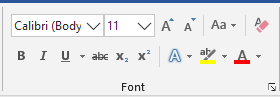 Calibri (Body 11 A A Aa A
B I U abc x₂ x² A ab A
Font